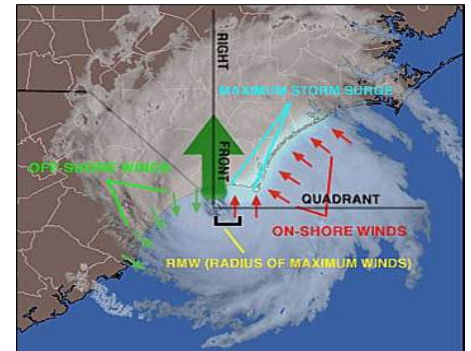 RIGHT
MAXIMUM STORM SURGE
FRONT
OFF-SHORE WINDS
QUADRANT
ON-SHORE WINDS
RMW (RADIUS OF MAXIMUM WINDS)